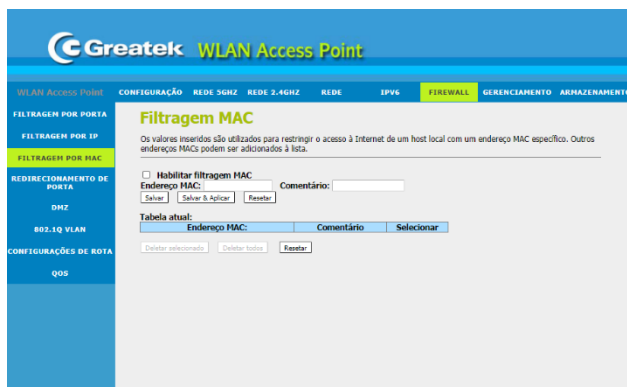 Greatek WLAN Access Point
WLAN Access Point
CONFIGURAÇÃO REDE 5GHZ REDE 2.4GHZ REDE IPV6 FIREWALL GERENCIAMENTO ARMAZENAMENTO
FILTRAGEM POR PORTA
FILTRAGEM POR IP
FILTRAGEM POR MAC
REDIRECIONAMENTO DE
PORTA
DMZ
802.1Q VLAN
CONFIGURAÇÕES DE ROTA
QOS
Filtragem MAC
Os valores inseridos são utilizados para restringir o acesso à Internet de um host local com um endereço MAC específico. Outros
endereços MACs podem ser adicionados à lista.
Habilitar filtragem MAC
Endereço MAC: Comentário:
Salvar Salvar & Aplicar Resetar
Tabela atual:
Endereço MAC: Comentário Selecionar
Deletar selecionado Deletar todos Resetar